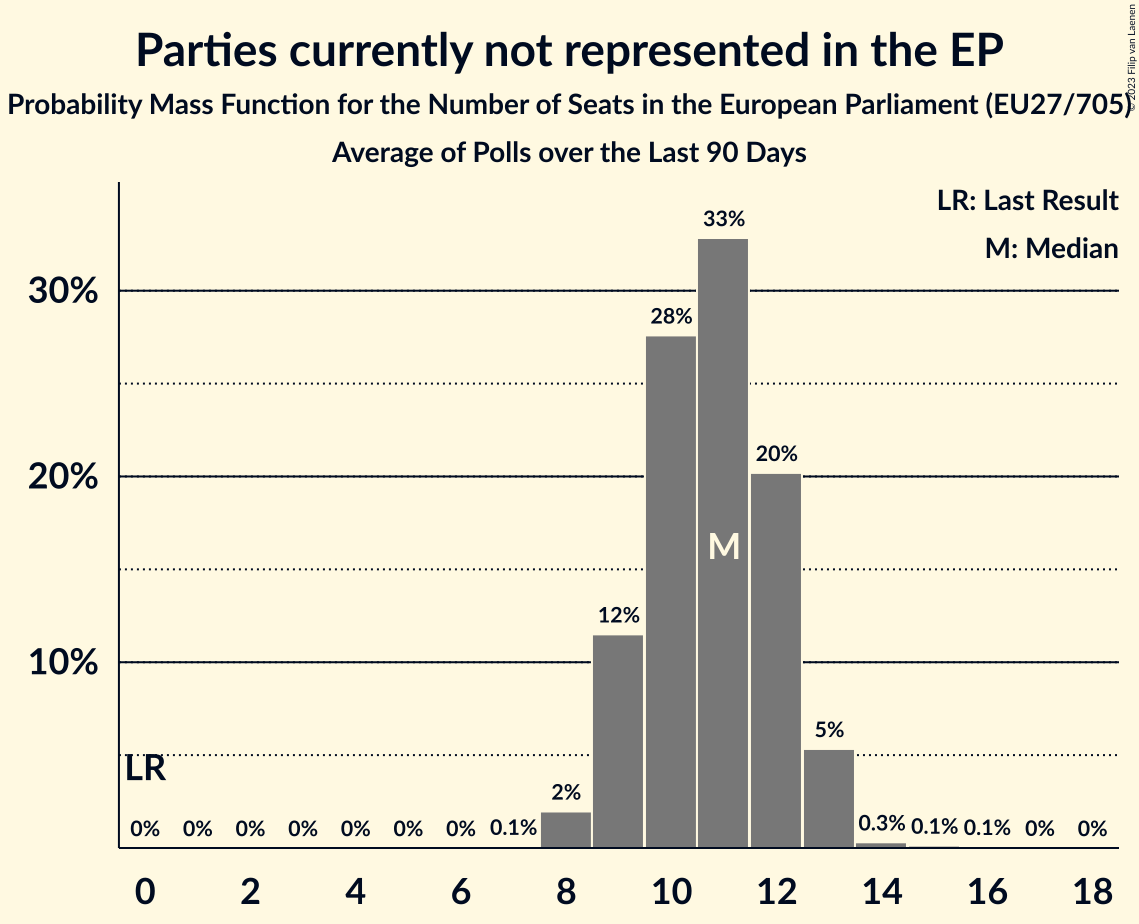 Parties currently not represented in the EP
Probability Mass Function for the Number of Seats in the European Parliament (EU27/705)
Average of Polls over the Last 90 Days
© 2023 Filip van Laenen
LR: Last Result
M: Median
33%
30%
28%
20%
20%
M
12%
10%
5%
LR
2%
0% 0% 0% 0% 0% 0% 0% 0.1% 0.3% 0.1% 0.1% 0% 0%
0 2 4 6 8 10 12 14 16 18